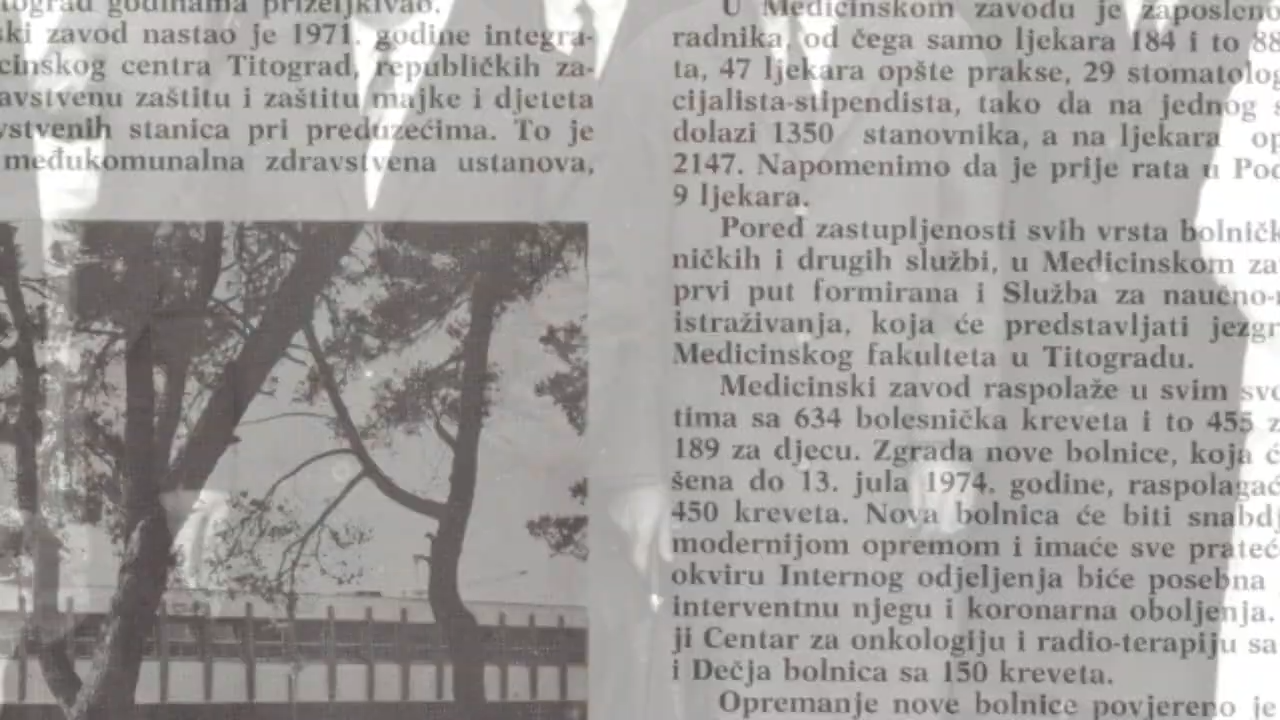 godinama priželjkivao.
ski zavod nastao je 1971. godine integra-
cinskog centra Titograd, republičkih za-
avstvenu zaštitu i zaštitu majke i djeteta
vstvenih stanica pri preduzećima. To je
međukomunalna zdravstvena ustanova,
U Medicinskom zavodu je zaposleno
radnika, od čega samo ljekara 184 i to 88
ta, 47 ljekara opšte prakse, 29 stomatolog
cijalista-stipendista, tako da na jednog s
dolazi 1350 stanovnika, a na ljekara op
2147. Napomenimo da je prije rata u Pod
9 ljekara.
Pored zastupljenosti svih vrsta bolničk
ničkih i drugih službi, u Medicinskom za
prvi put formirana i Služba za naučno-
istraživanja, koja će predstavljati jezgr
Medicinskog fakulteta u Titogradu.
Medicinski zavod raspolaže u svim
tima sa 634 bolesnička kreveta i to 455 z
189 za djecu. Zgrada nove bolnice, koja ć
šena do 13. jula 1974. godine, raspolagać
450 kreveta. Nova bolnica će biti snabdj
modernijom opremom i imaće sve prateć
okviru Internog odjeljenja biće posebna
interventnu njegu i koronarna oboljenja.
ji Centar za onkologiju i radio-terapiju sa
i Dečja bolnica sa 150 kreveta.
Opremanje nove bolnice povjereno je